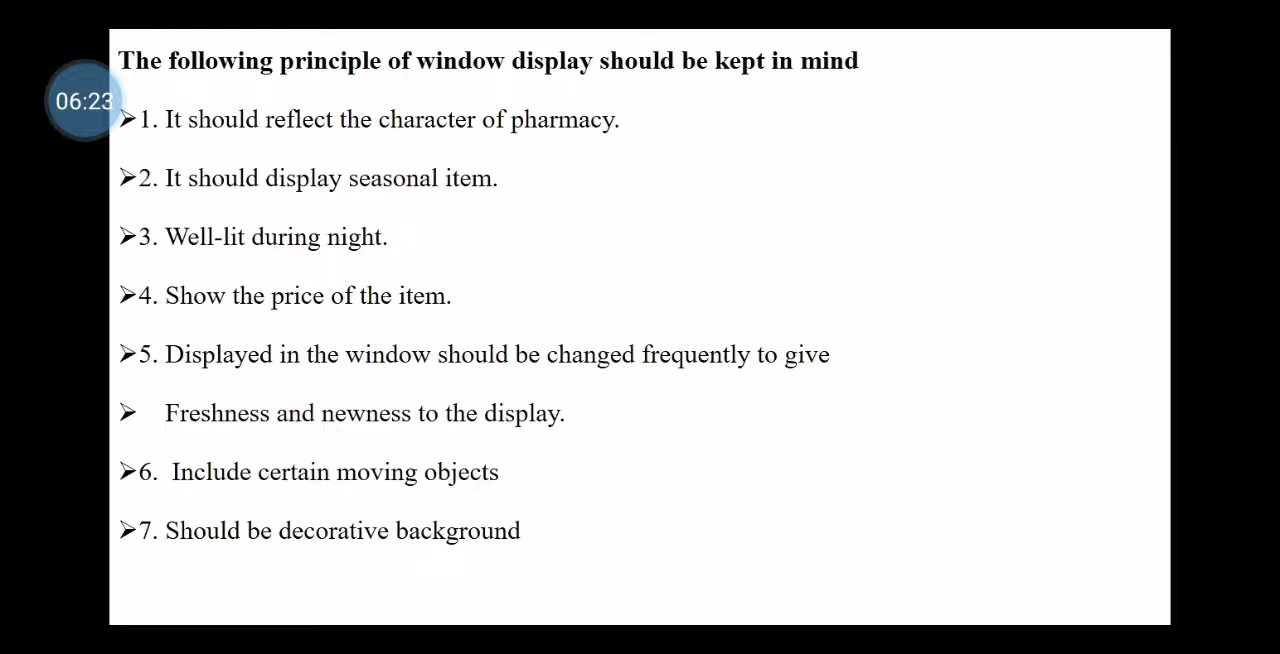 The following principle of window display should be kept in mind
06:23
➢1. It should reflect the character of pharmacy.
➢2. It should display seasonal item.
➢3. Well-lit during night.
➢4. Show the price of the item.
➢5. Displayed in the window should be changed frequently to give
➢ Freshness and newness to the display.
➢6. Include certain moving objects
➢7. Should be decorative background